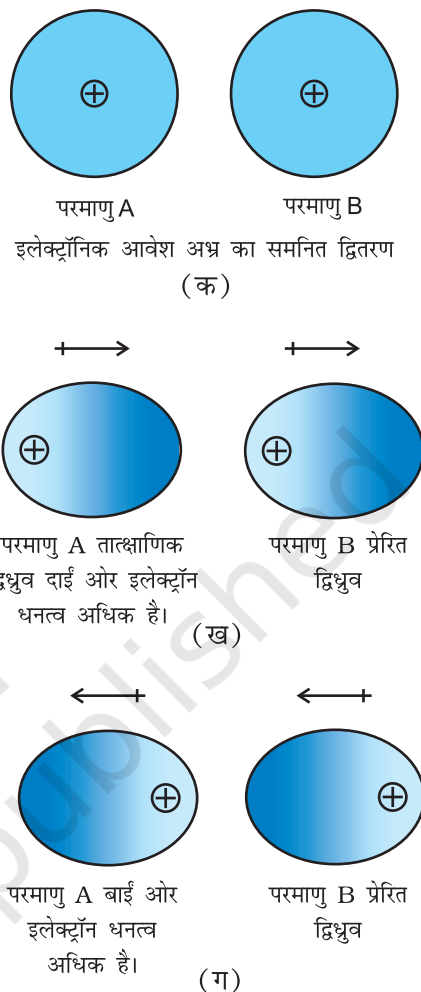 परमाणु A
परमाणु B
इलेक्ट्रॉनिक आवेश अभ्र का समनित द्वितरण
(क)
परमाणु A तात्क्षाणिक
द्विध्रुव दाईं ओर इलेक्ट्रॉन
धनत्व अधिक है।
परमाणु B प्रेरित
द्विध्रुव
(ख)
परमाणु A बाईं ओर
इलेक्ट्रॉन धनत्व
अधिक है।
परमाणु B प्रेरित
द्विध्रुव
(ग)